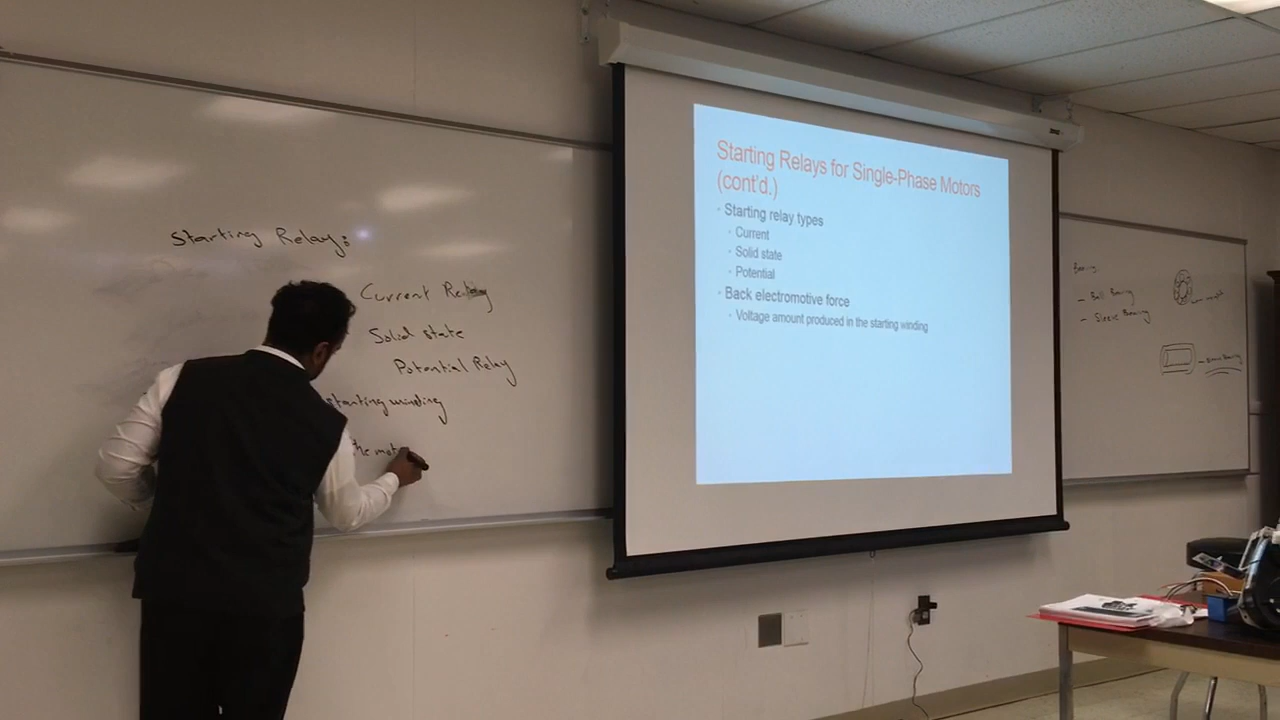 Starting Relay:
Current Relay
Solid state
Potential Relay
starting winding
the mot
Starting Relays for Single-Phase Motors
(cont'd.)
• Starting relay types
• Current
• Solid state
• Potential
• Back electromotive force
• Voltage amount produced in the starting winding
Bearing
- Ball Bearing
- Sleeve Bearing